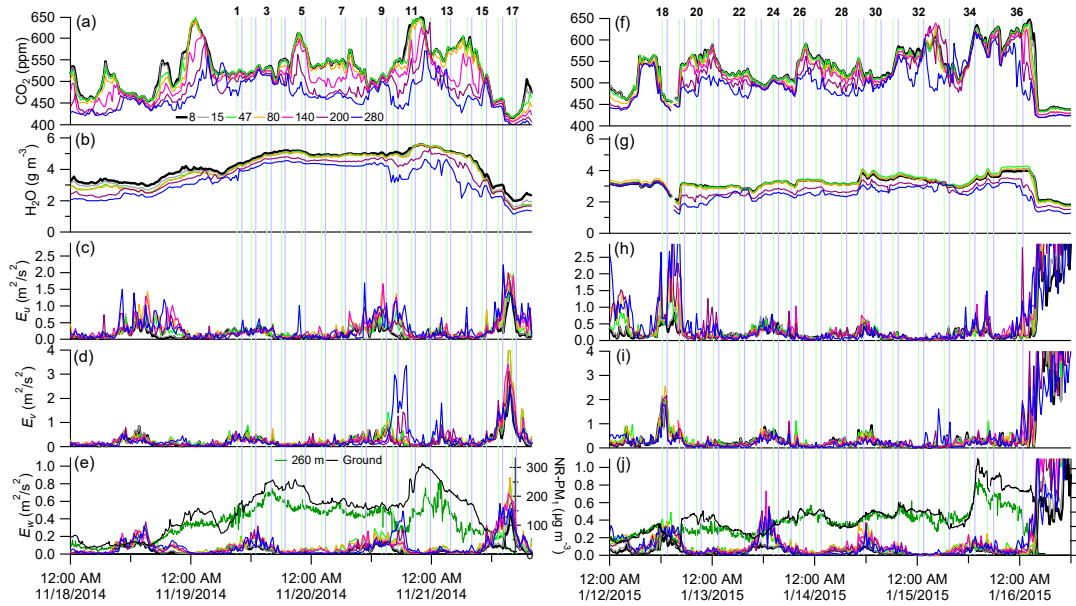 1 3 5 7 9 11 13 15 17
(a)
CO2 (ppm)
650
600
550
500
450
400
8 15 47 80 140 200 280
(b)
H2O (g m-3)
6
4
2
0
(c)
Eu (m2/s2)
2.5
2.0
1.5
1.0
0.5
0.0
(d)
Ev (m2/s2)
4
3
2
1
0
(e)
260 m Ground
Ew (m2/s2)
1.0
0.8
0.6
0.4
0.2
0.0
300
200
100
NR-PM1 (µg m-3)
12:00 AM 12:00 AM 12:00 AM 12:00 AM
11/18/2014 11/19/2014 11/20/2014 11/21/2014
18 20 22 24 26 28 30 32 34 36
(f)
650
600
550
500
450
400
(g)
6
4
2
0
(h)
2.5
2.0
1.5
1.0
0.5
0.0
(i)
4
3
2
1
0
(j)
1.0
0.8
0.6
0.4
0.2
0.0
12:00 AM 12:00 AM 12:00 AM 12:00 AM 12:00 AM
1/12/2015 1/13/2015 1/14/2015 1/15/2015 1/16/2015